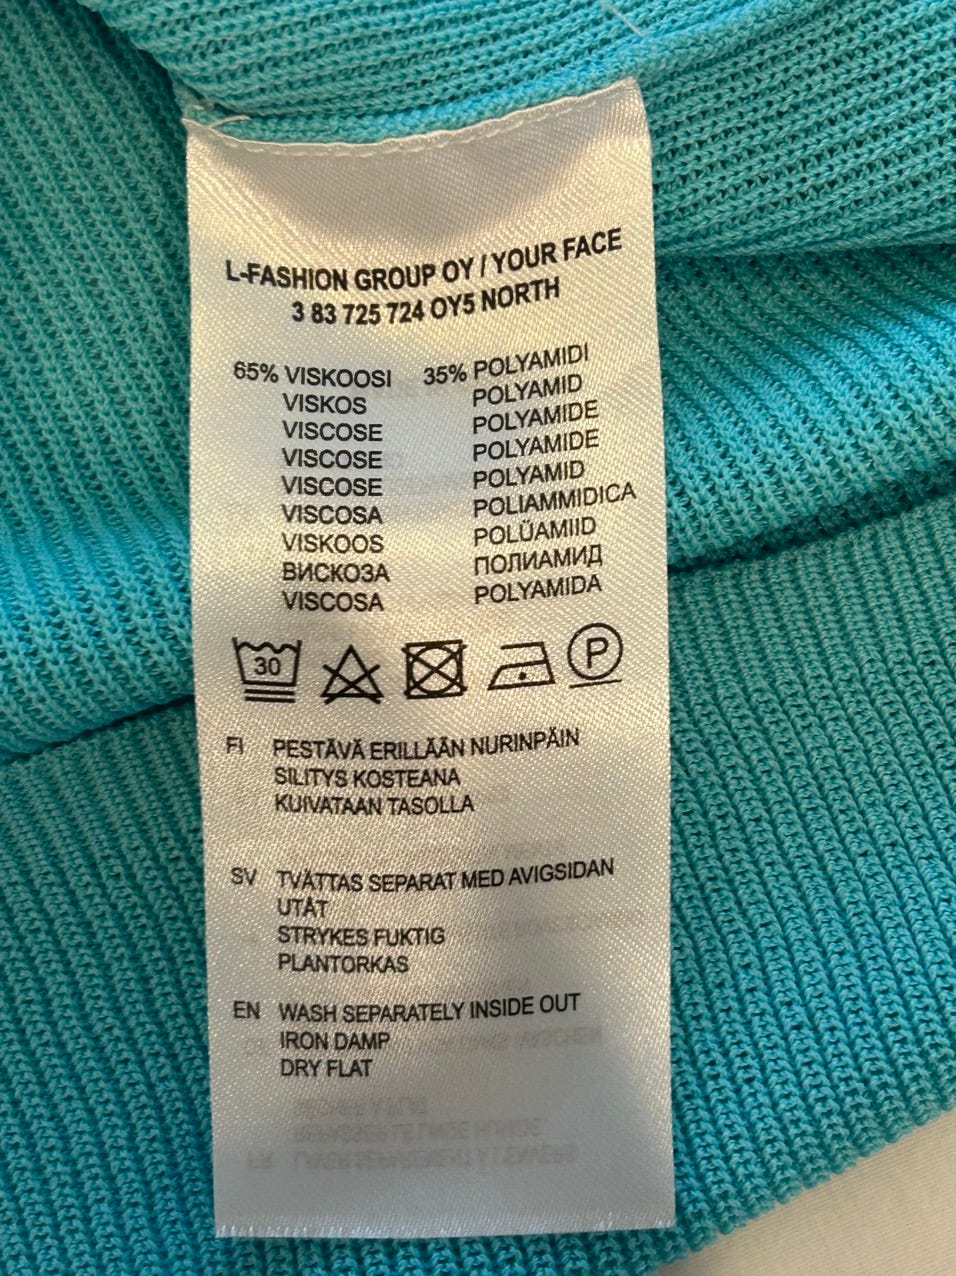 L-FASHION GROUP OY / YOUR FACE
3 83 725 724 OY5 NORTH
65% VISKOOSI 35% POLYAMIDI
VISKOS POLYAMID
VISCOSE POLYAMIDE
VISCOSE POLYAMIDE
VISCOSE POLYAMID
VISCOSA POLIAMMIDICA
VISKOOS POLÜAMIID
ВИСКОЗА ПОЛИАМИД
VISCOSA POLYAMIDA
30 P
FI PESTÄVÄ ERILLÄÄN NURINPÄIN
SILITYS KOSTEANA
KUIVATAAN TASOLLA
SV TVÄTTAS SEPARAT MED AVIGSIDAN
UTÅT
STRYKES FUKTIG
PLANTORKAS
EN WASH SEPARATELY INSIDE OUT
IRON DAMP
DRY FLAT